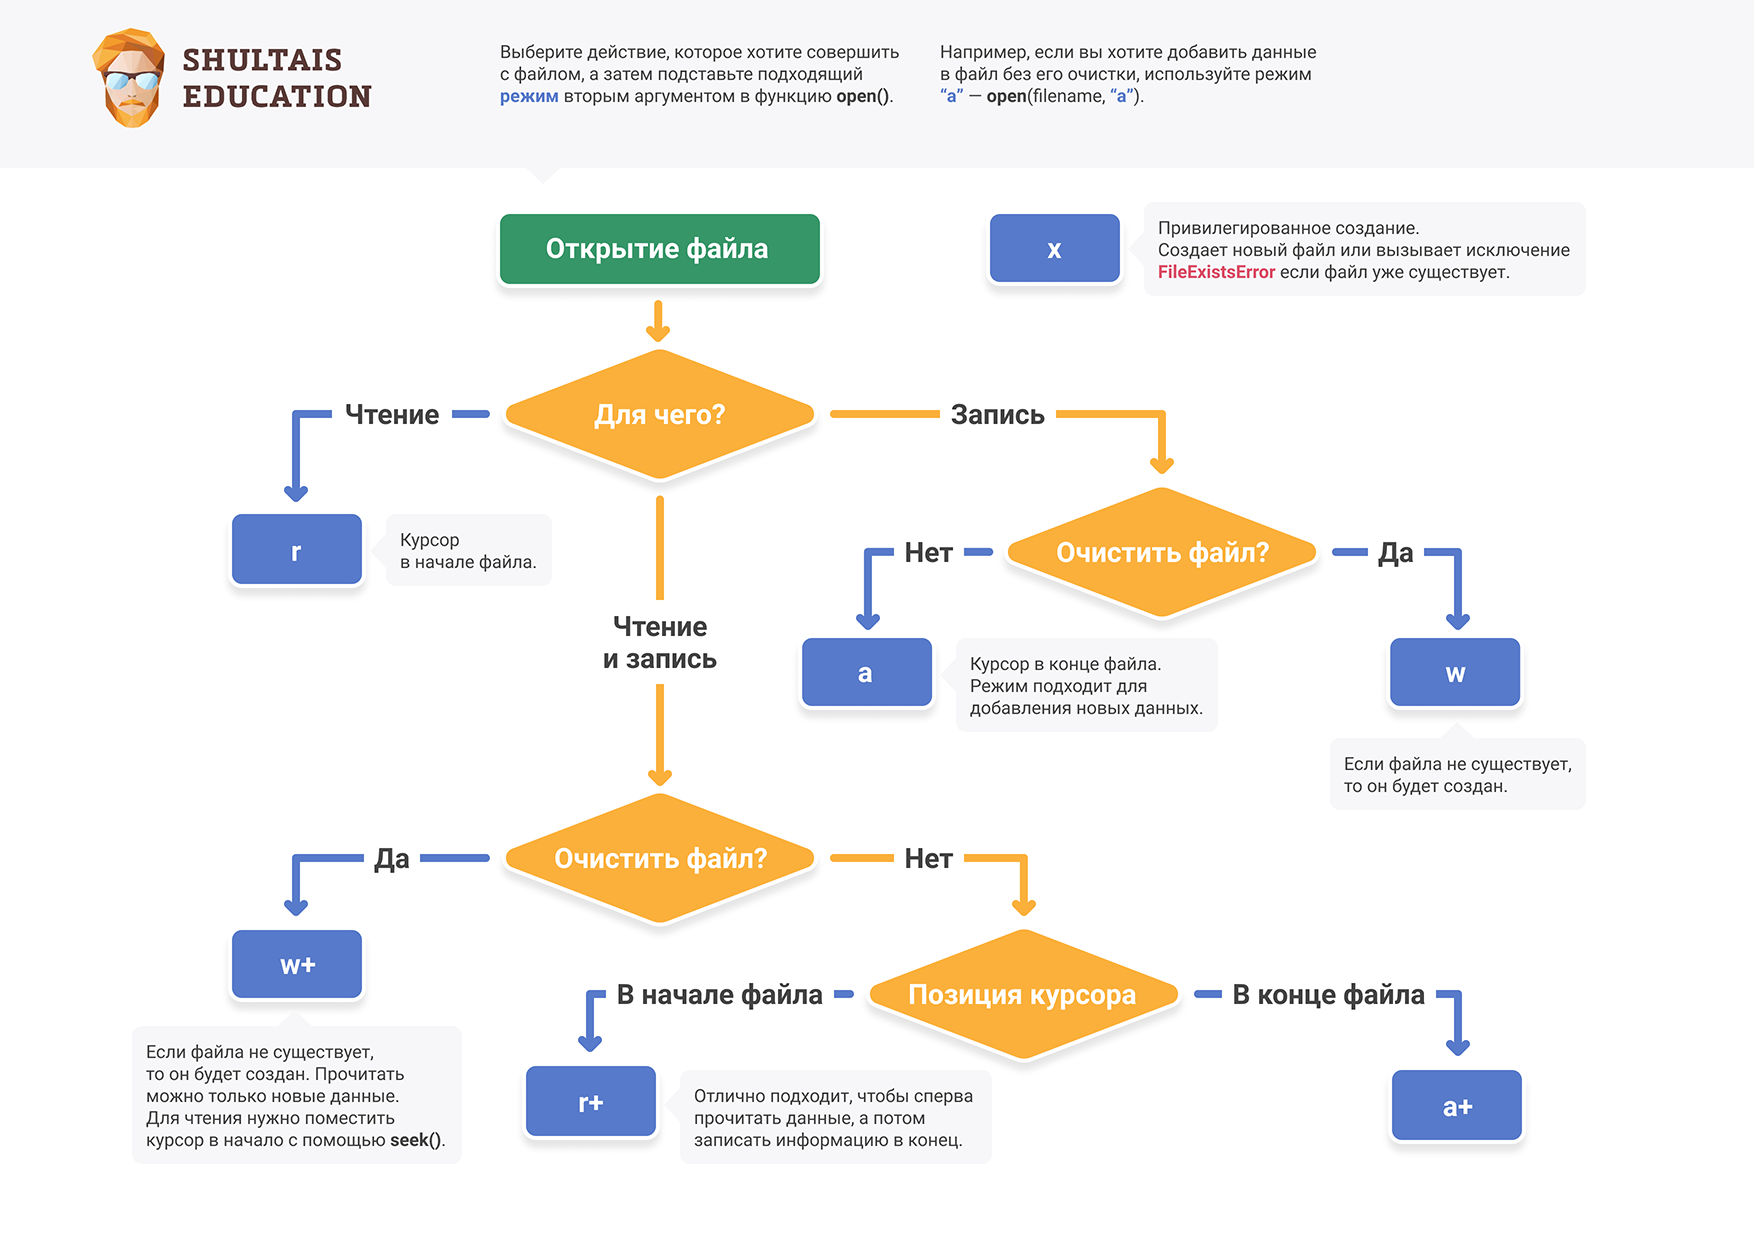 SHULTAIS
EDUCATION
Выберите действие, которое хотите совершить
с файлом, а затем подставьте подходящий
режим вторым аргументом в функцию open().
Например, если вы хотите добавить данные
в файл без его очистки, используйте режим
“a” — open(filename, “a”).
Открытие файла
x
Привилегированное создание.
Создает новый файл или вызывает исключение
FileExistsError если файл уже существует.
Для чего?
Чтение
Запись
r
Курсор
в начале файла.
Чтение
и запись
Очистить файл?
Нет
Да
a
Курсор в конце файла.
Режим подходит для
добавления новых данных.
w
Если файла не существует,
то он будет создан.
Очистить файл?
Да
Нет
w+
Если файла не существует,
то он будет создан. Прочитать
можно только новые данные.
Для чтения нужно поместить
курсор в начало с помощью seek().
Позиция курсора
В начале файла
В конце файла
r+
Отлично подходит, чтобы сперва
прочитать данные, а потом
записать информацию в конец.
a+